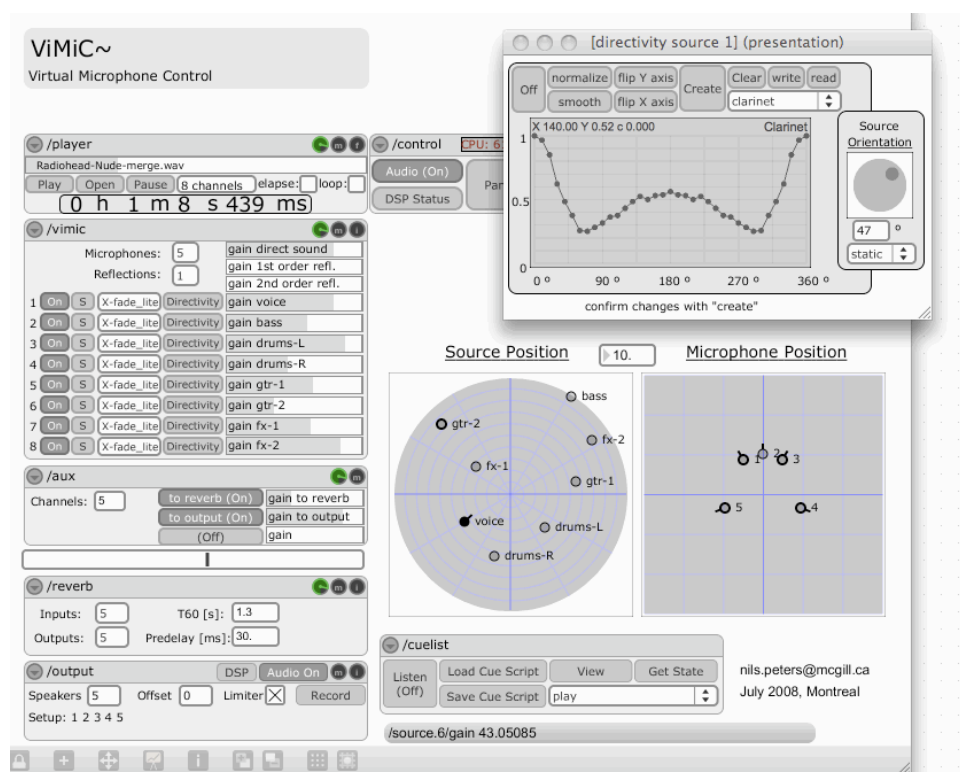 ViMiC~
Virtual Microphone Control
[directivity source 1] (presentation)
Off
normalize
flip Y axis
Create
Clear
write
read
smooth
flip X axis
clarinet
X 140.00 Y 0.52 c 0.000
Clarinet
1
0.5
0
0 °
90 °
180 °
270 °
360 °
confirm changes with "create"
Source
Orientation
47 °
static
/player
m
f
Radiohead-Nude-merge.wav
Play
Open
Pause
8 channels
elapse:
loop:
0 h 1 m 8 s 439 ms
/control
CPU: 6
Audio (On)
DSP Status
Pan
/vimic
m
i
Microphones: 5
Reflections: 1
gain direct sound
gain 1st order refl.
gain 2nd order refl.
1 On S X-fade_lite Directivity gain voice
2 On S X-fade_lite Directivity gain bass
3 On S X-fade_lite Directivity gain drums-L
4 On S X-fade_lite Directivity gain drums-R
5 On S X-fade_lite Directivity gain gtr-1
6 On S X-fade_lite Directivity gain gtr-2
7 On S X-fade_lite Directivity gain fx-1
8 On S X-fade_lite Directivity gain fx-2
Source Position
10.
Microphone Position
bass
gtr-2
fx-2
fx-1
gtr-1
voice
drums-L
drums-R
1
2
3
5
4
/aux
m
Channels: 5
to reverb (On) gain to reverb
to output (On) gain to output
(Off) gain
/reverb
m
i
Inputs: 5
T60 [s]: 1.3
Outputs: 5
Predelay [ms]: 30.
/output
DSP
Audio On
m
i
Speakers 5
Offset 0
Limiter
Record
Setup: 1 2 3 4 5
/cuelist
Listen
(Off)
Load Cue Script
View
Get State
Save Cue Script
play
nils.peters@mcgill.ca
July 2008, Montreal
/source.6/gain 43.05085